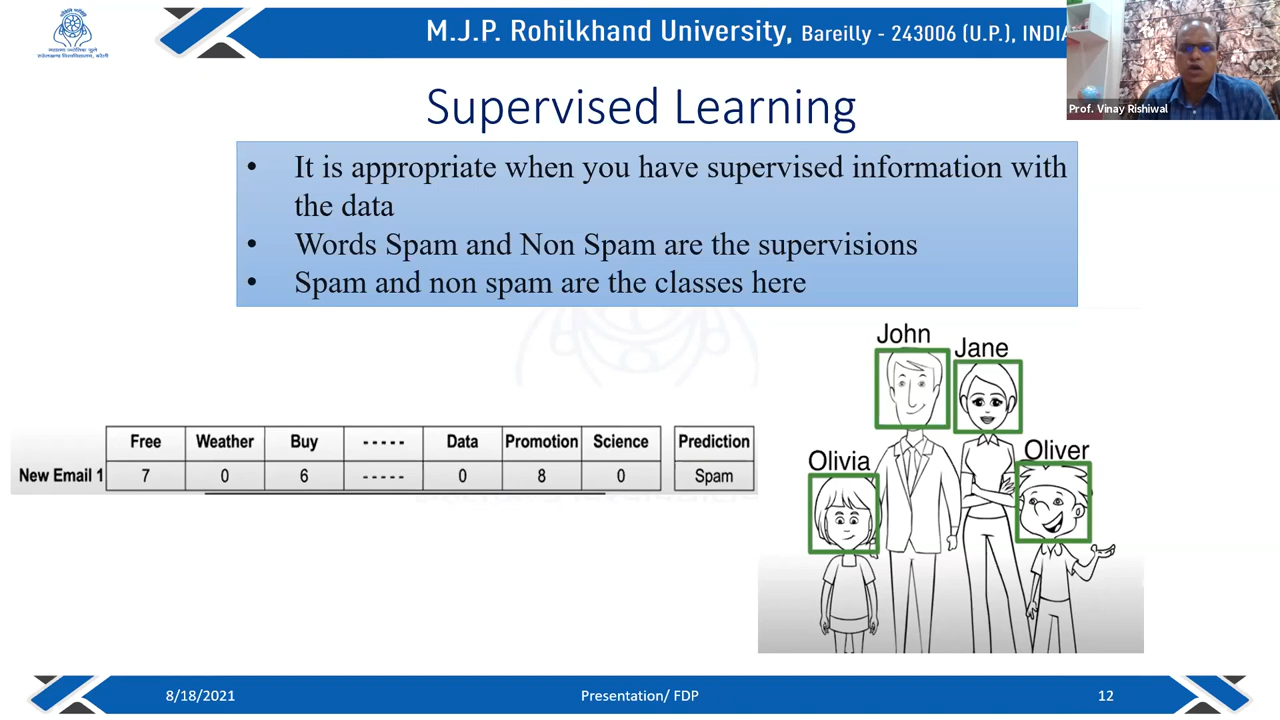 M.J.P. Rohilkhand University, Bareilly - 243006 (U.P.), INDIA
Prof. Vinay Rishiwal
Supervised Learning
• It is appropriate when you have supervised information with
the data
• Words Spam and Non Spam are the supervisions
• Spam and non spam are the classes here
John
Jane
Olivia
Oliver
Free Weather Buy ----- Data Promotion Science Prediction
New Email 1 7 0 6 ----- 0 8 0 Spam
8/18/2021 Presentation/ FDP 12